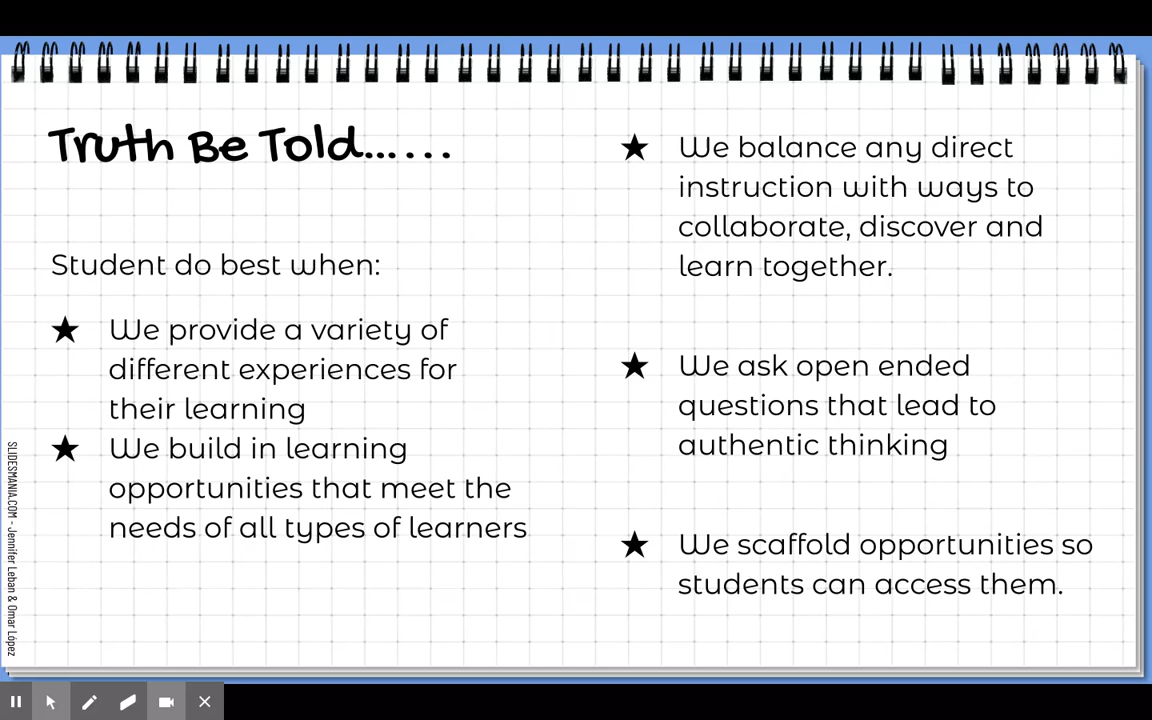 Truth Be Told......
Student do best when:
★ We provide a variety of
different experiences for
their learning
★ We build in learning
opportunities that meet the
needs of all types of learners
★ We balance any direct
instruction with ways to
collaborate, discover and
learn together.
★ We ask open ended
questions that lead to
authentic thinking
★ We scaffold opportunities so
students can access them.
SLIDESMANIA.COM - Jennifer Leban & Omar López